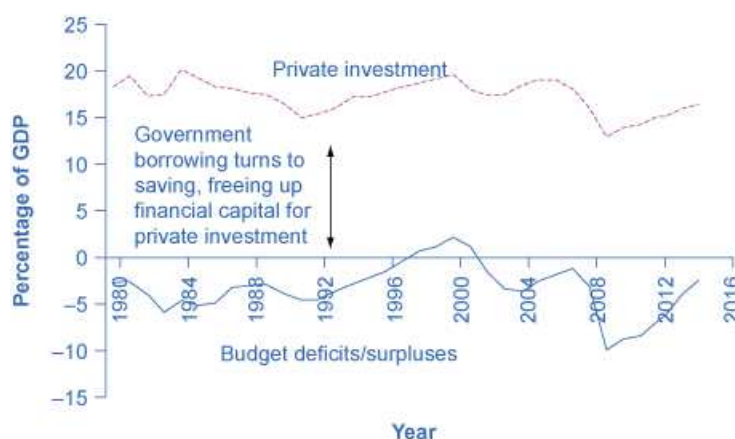 25
20
15
10
5
0
–5
–10
–15
Percentage of GDP
Private investment
Government
borrowing turns to
saving, freeing up
financial capital for
private investment
1980
1984
1988
1992
1996
2000
2004
2008
2012
2016
Budget deficits/surpluses
Year